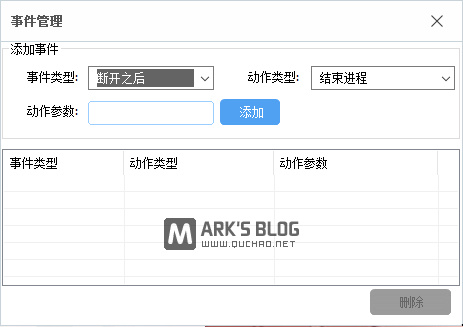 事件管理
添加事件
事件类型: 断开之后 动作类型: 结束进程
动作参数: 添加
事件类型 动作类型 动作参数
M ARK'S BLOG
WWW.QUCHAO.NET
删除